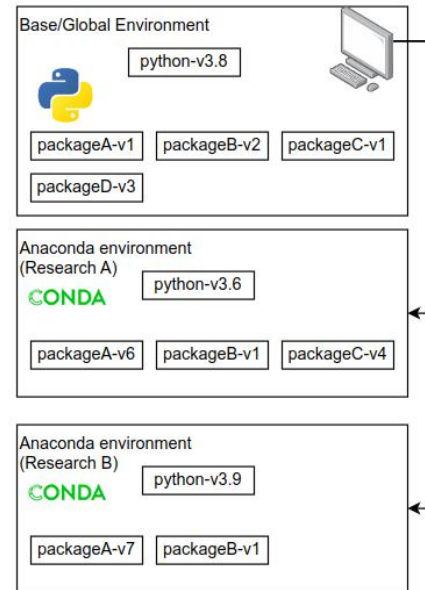 Base/Global Environment
python-v3.8
packageA-v1 packageB-v2 packageC-v1
packageD-v3
Anaconda environment
(Research A)
CONDA
python-v3.6
packageA-v6 packageB-v1 packageC-v4
Anaconda environment
(Research B)
CONDA
python-v3.9
packageA-v7 packageB-v1